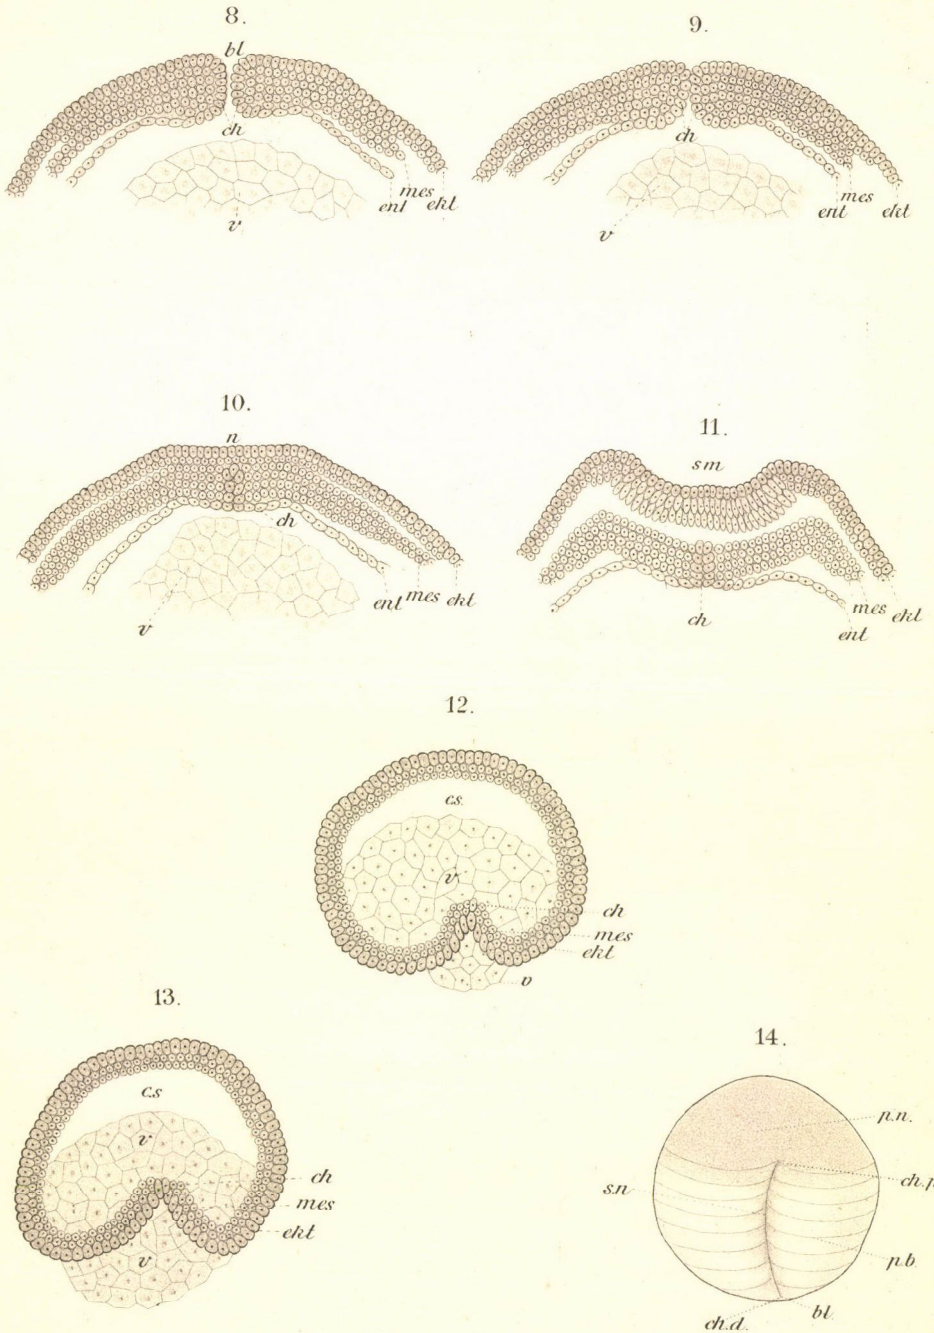 8.
bl
ch
mes
ent
ekt
v
9.
ch
mes
ent
ekt
v
10.
n
ch
ent mes ekt
v
11.
sm
mes
ekt
ent
ch
12.
cs.
v
ch
mes
ekt
v
13.
cs
v
ch
mes
ekt
v
14.
p.n.
s.n
p.b.
bl.
ch.d.